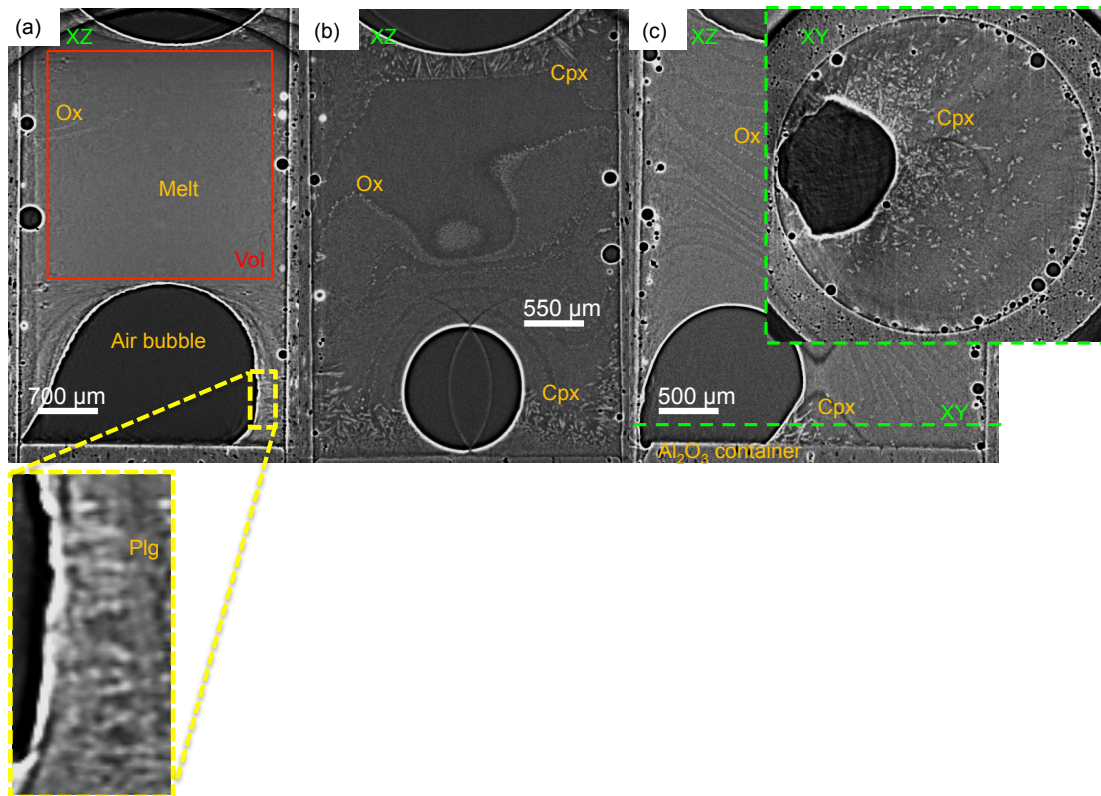 (a)
XZ
Ox
Melt
Vol
Air bubble
700 µm
Plg
(b)
XZ
Cpx
Ox
550 µm
Cpx
(c)
XZ
Ox
500 µm
Cpx
XY
Al₂O₃ container
XY
Cpx